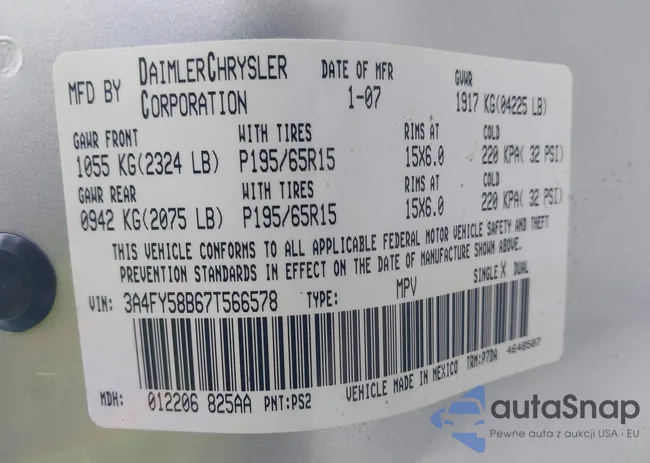 MFD BY DAIMLERCHRYSLER CORPORATION DATE OF MFR 1-07 GVWR 1917 KG(04225 LB)
GAWR FRONT WITH TIRES RIMS AT COLD
1055 KG(2324 LB) P195/65R15 15X6.0 220 KPA( 32 PSI)
GAWR REAR WITH TIRES RIMS AT COLD
0942 KG(2075 LB) P195/65R15 15X6.0 220 KPA( 32 PSI)
THIS VEHICLE CONFORMS TO ALL APPLICABLE FEDERAL MOTOR VEHICLE SAFETY AND THEFT
PREVENTION STANDARDS IN EFFECT ON THE DATE OF MANUFACTURE SHOWN ABOVE.
VIN: 3A4FY58B67T566578 TYPE: MPV SINGLE X DUAL
MDH: 012206 825AA PNT:PS2 VEHICLE MADE IN MEXICO TRM:P7DA 4648507
autaSnap
Pewne auta z aukcji USA i EU